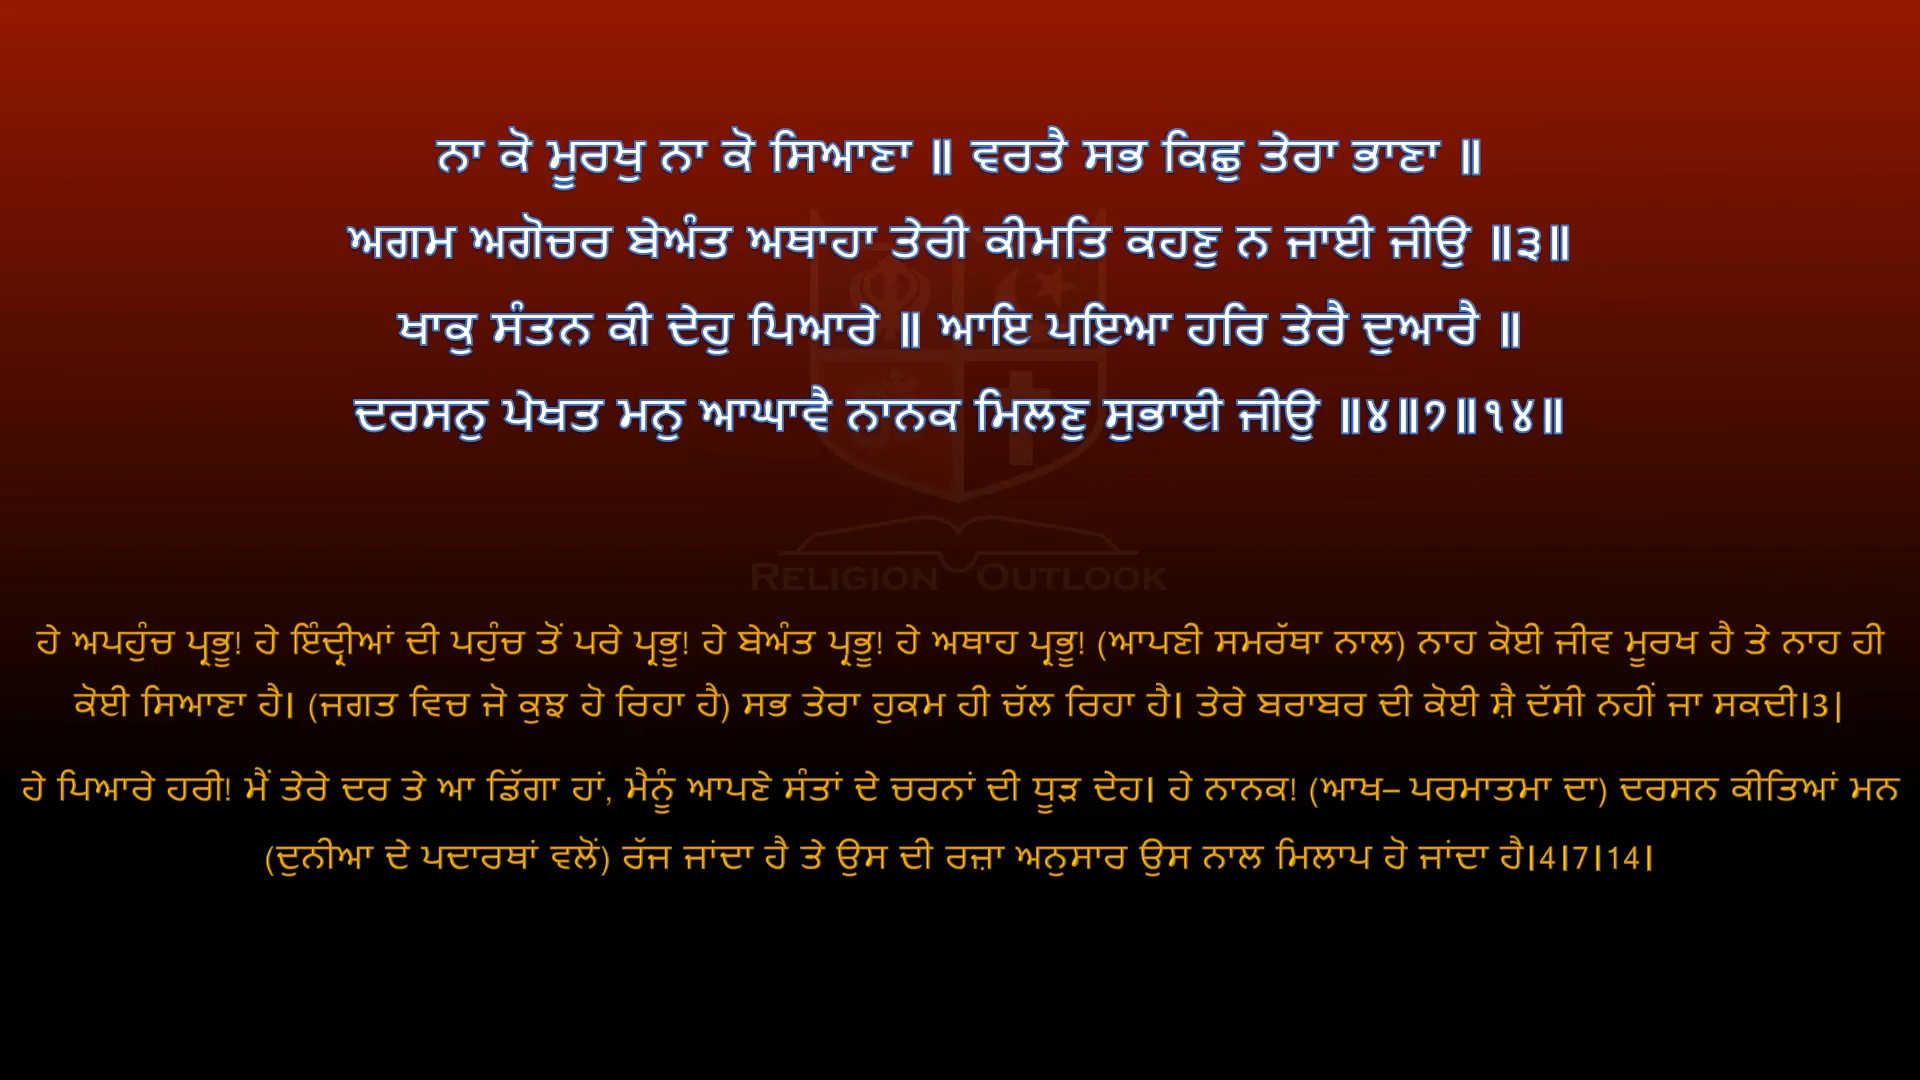 ਨਾ ਕੋ ਮੂਰਖੁ ਨਾ ਕੋ ਸਿਆਣਾ ॥ ਵਰਤੈ ਸਭ ਕਿਛੁ ਤੇਰਾ ਭਾਣਾ ॥
ਅਗਮ ਅਗੋਚਰ ਬੇਅੰਤ ਅਥਾਹਾ ਤੇਰੀ ਕੀਮਤਿ ਕਹਣੁ ਨ ਜਾਈ ਜੀਉ ॥੩॥
ਖਾਕੁ ਸੰਤਨ ਕੀ ਦੇਹੁ ਪਿਆਰੇ ॥ ਆਇ ਪਇਆ ਹਰਿ ਤੇਰੈ ਦੁਆਰੈ ॥
ਦਰਸਨੁ ਪੇਖਤ ਮਨੁ ਆਘਾਵੈ ਨਾਨਕ ਮਿਲਣੁ ਸੁਭਾਈ ਜੀਉ ॥੪॥੭॥੧੪॥
RELIGION OUTLOOK
ਹੇ ਅਪਹੁੰਚ ਪ੍ਰਭੂ! ਹੇ ਇੰਦ੍ਰੀਆਂ ਦੀ ਪਹੁੰਚ ਤੋਂ ਪਰੇ ਪ੍ਰਭੂ! ਹੇ ਬੇਅੰਤ ਪ੍ਰਭੂ! ਹੇ ਅਥਾਹ ਪ੍ਰਭੂ! (ਆਪਣੀ ਸਮਰੱਥਾ ਨਾਲ) ਨਾਹ ਕੋਈ ਜੀਵ ਮੂਰਖ ਹੈ ਤੇ ਨਾਹ ਹੀ
ਕੋਈ ਸਿਆਣਾ ਹੈ। (ਜਗਤ ਵਿਚ ਜੋ ਕੁਝ ਹੋ ਰਿਹਾ ਹੈ) ਸਭ ਤੇਰਾ ਹੁਕਮ ਹੀ ਚੱਲ ਰਿਹਾ ਹੈ। ਤੇਰੇ ਬਰਾਬਰ ਦੀ ਕੋਈ ਸ਼ੈ ਦੱਸੀ ਨਹੀਂ ਜਾ ਸਕਦੀ।3|
ਹੇ ਪਿਆਰੇ ਹਰੀ! ਮੈਂ ਤੇਰੇ ਦਰ ਤੇ ਆ ਡਿੱਗਾ ਹਾਂ, ਮੈਨੂੰ ਆਪਣੇ ਸੰਤਾਂ ਦੇ ਚਰਨਾਂ ਦੀ ਧੂੜ ਦੇਹ। ਹੇ ਨਾਨਕ! (ਆਖ– ਪਰਮਾਤਮਾ ਦਾ) ਦਰਸਨ ਕੀਤਿਆਂ ਮਨ
(ਦੁਨੀਆ ਦੇ ਪਦਾਰਥਾਂ ਵਲੋਂ) ਰੱਜ ਜਾਂਦਾ ਹੈ ਤੇ ਉਸ ਦੀ ਰਜ਼ਾ ਅਨੁਸਾਰ ਉਸ ਨਾਲ ਮਿਲਾਪ ਹੋ ਜਾਂਦਾ ਹੈ।4।7।14।